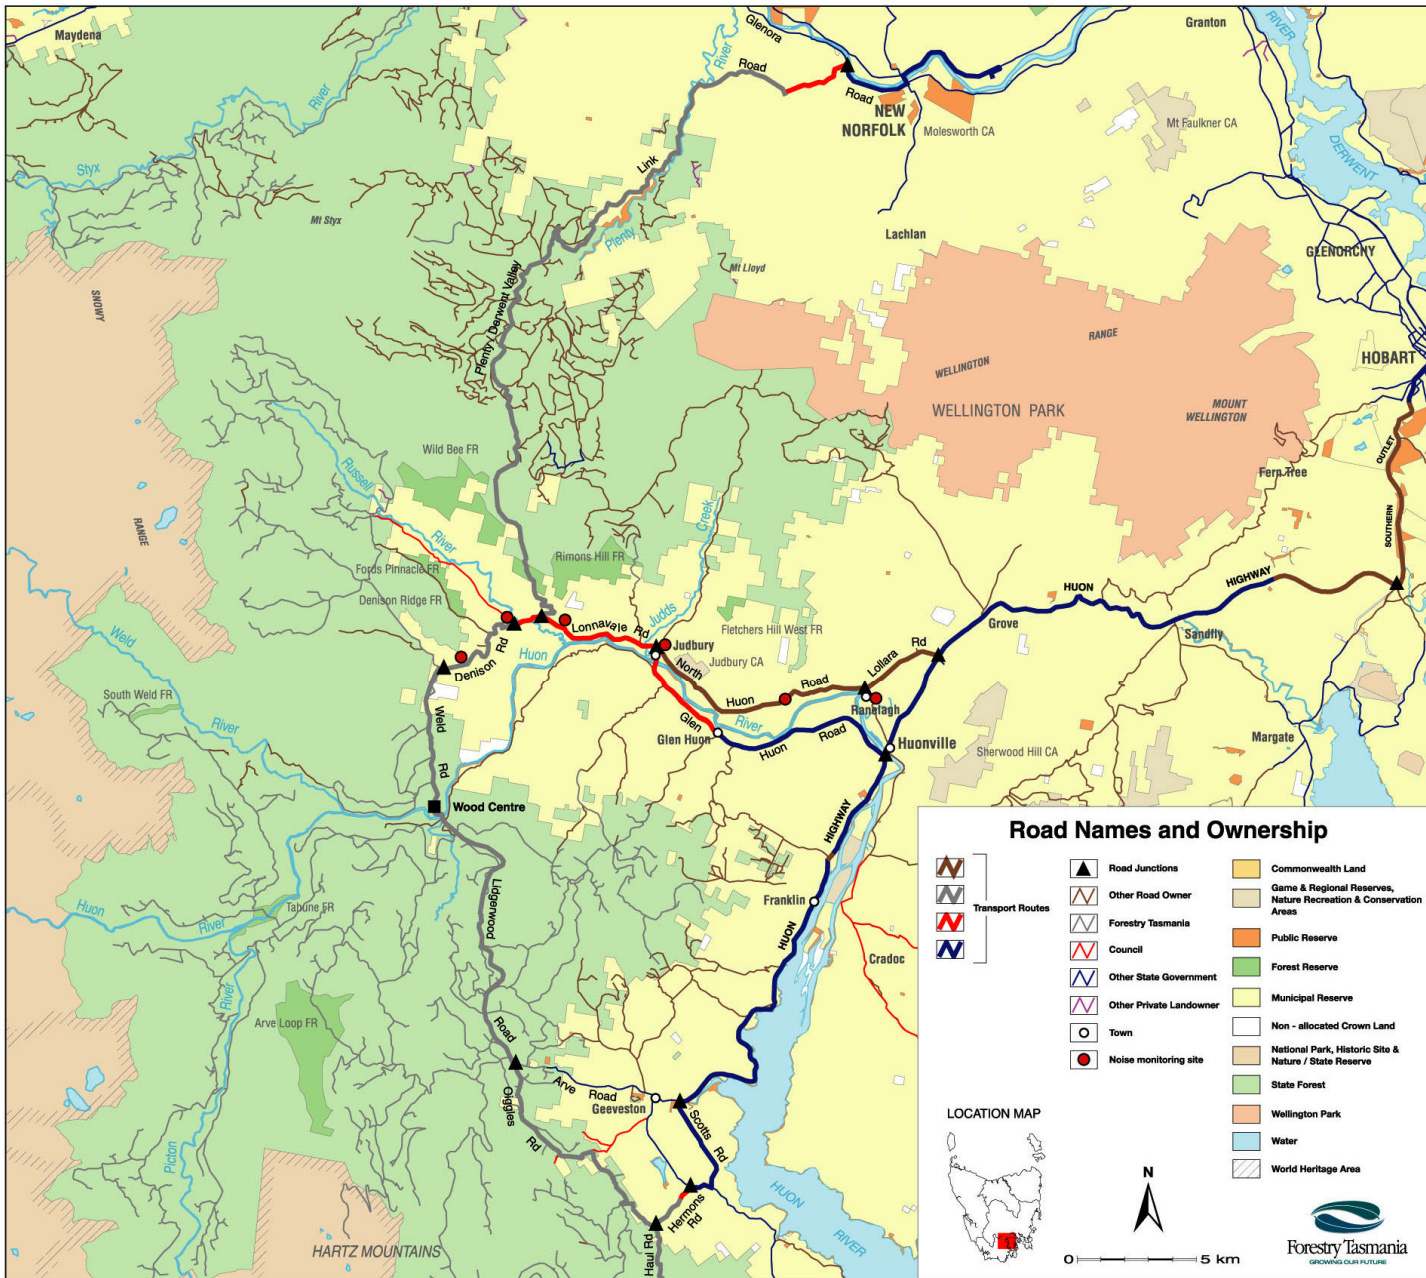 Maydena
Glenora
RIVER
Granton
River
Road
River
Road
NEW
NORFOLK
Molesworth CA
Mt Faulkner CA
DERWENT
Styx
Link
Mt Styx
Plenty
Lachlan
GLENORCHY
Mt Lloyd
Plenty / Derwent Valley
SNOWY
RANGE
WELLINGTON
HOBART
WELLINGTON PARK
MOUNT
WELLINGTON
OUTLET
Wild Bee FR
Russell
Fern Tree
Creek
RANGE
SOUTHERN
River
Rimons Hill FR
Fords Pinnacle FR
HUON
HIGHWAY
Denison Ridge FR
Judds
Grove
Weld
Lonnavale
Rd
Fletchers Hill West FR
Sandfly
Rd
Denison
Huon
Judbury
Judbury CA
North
Lollara
Rd
South Weld FR
Huon
Road
Ranelagh
River
River
Weld
Rd
Glen
Glen Huon
Huon
Road
Huonville
Sherwood Hill CA
Margate
Wood Centre
HIGHWAY
Lidgerwood
Franklin
Huon
River
Tahune FR
HUON
Cradoc
River
Arve Loop FR
Road
Arve
Road
Geeveston
Oiggles
Rd
Scotts
Rd
Picton
HUON
RIVER
Hermons
Rd
Haul Rd
HARTZ MOUNTAINS
Road Names and Ownership
Transport Routes
Road Junctions
Other Road Owner
Forestry Tasmania
Council
Other State Government
Other Private Landowner
Town
Noise monitoring site
Commonwealth Land
Game & Regional Reserves,
Nature Recreation & Conservation
Areas
Public Reserve
Forest Reserve
Municipal Reserve
Non - allocated Crown Land
National Park, Historic Site &
Nature / State Reserve
State Forest
Wellington Park
Water
World Heritage Area
LOCATION MAP
N
0 5 km
Forestry Tasmania
GROWING OUR FUTURE